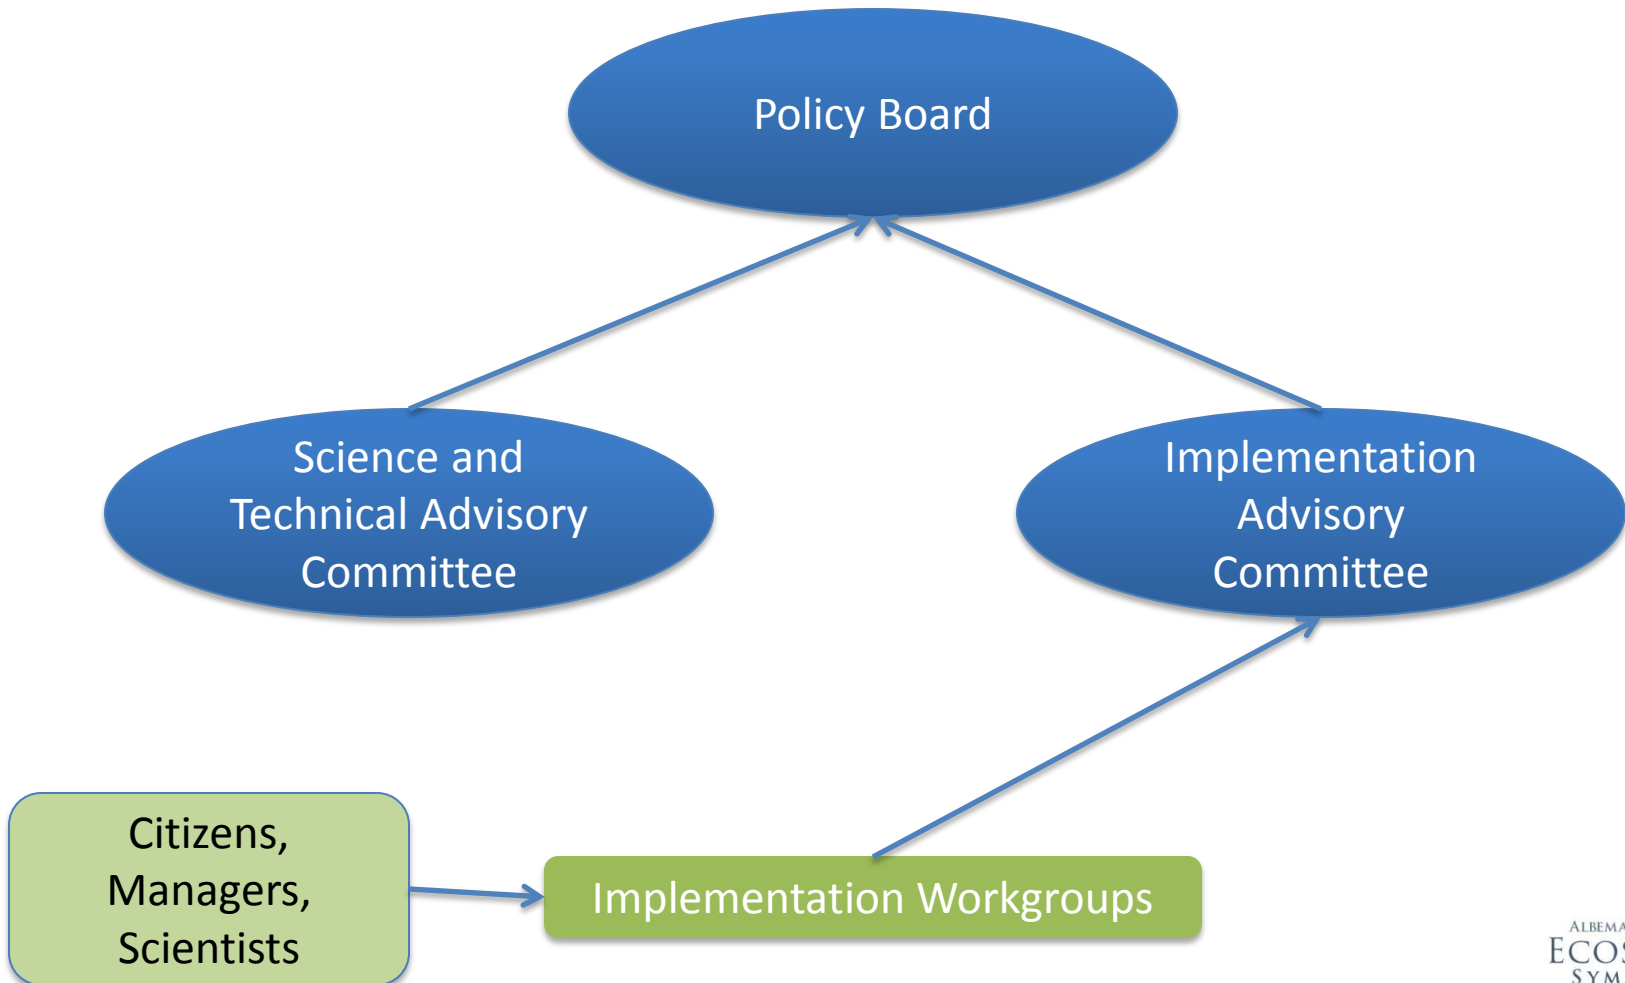 Policy Board
Science and
Technical Advisory
Committee
Implementation
Advisory
Committee
Citizens,
Managers,
Scientists
Implementation Workgroups